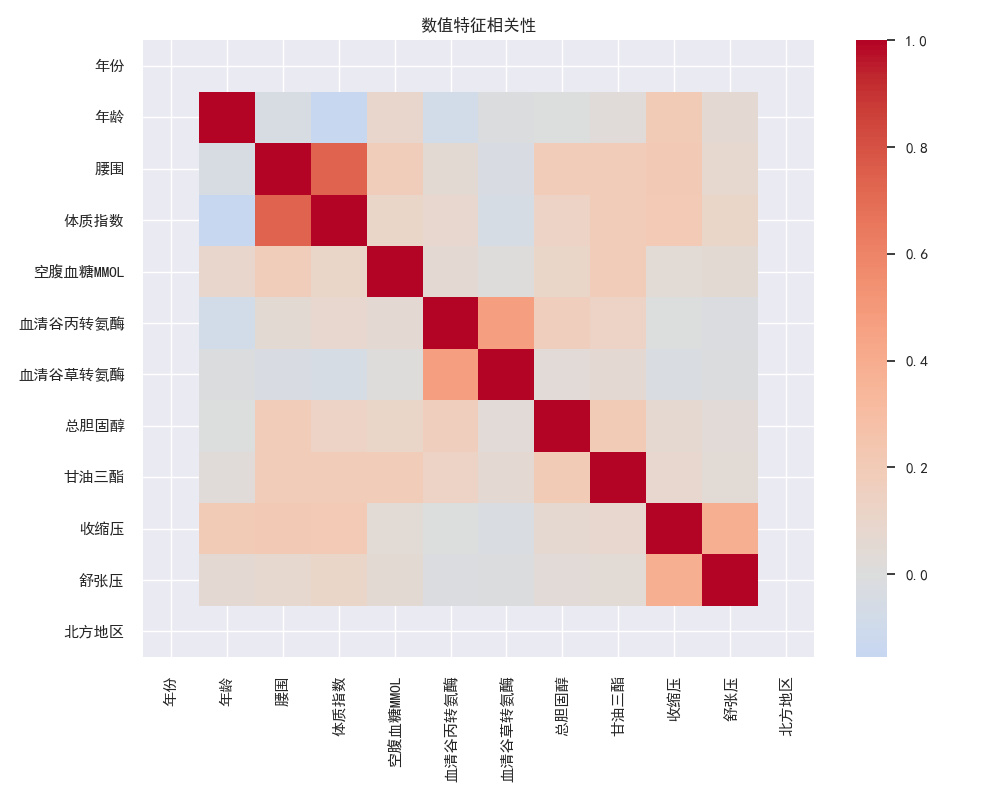 数值特征相关性
年份
年龄
腰围
体质指数
空腹血糖MMOL
血清谷丙转氨酶
血清谷草转氨酶
总胆固醇
甘油三酯
收缩压
舒张压
北方地区
年份
年龄
腰围
体质指数
空腹血糖MMOL
血清谷丙转氨酶
血清谷草转氨酶
总胆固醇
甘油三酯
收缩压
舒张压
北方地区
1.0
0.8
0.6
0.4
0.2
0.0